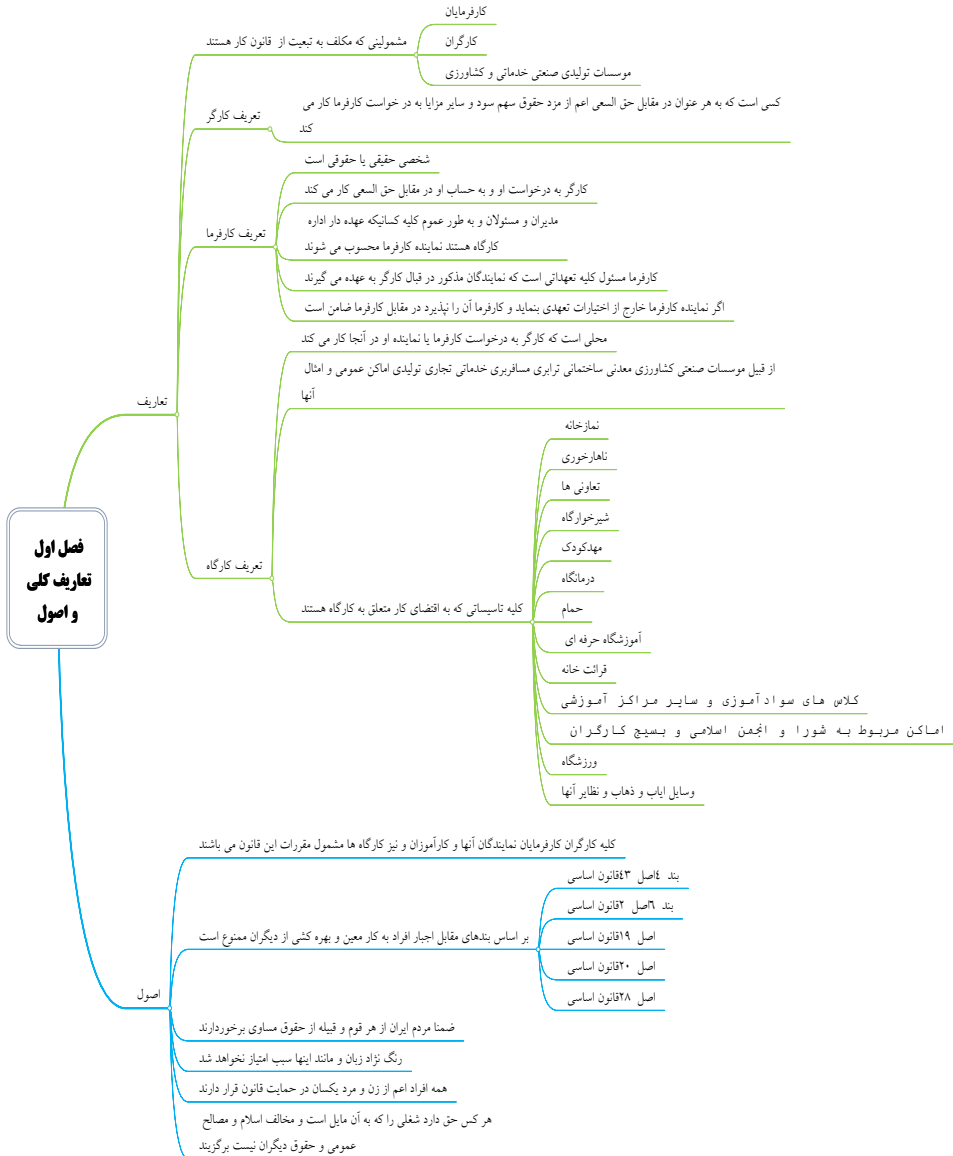 فصل اول
تعاریف کلی
و اصول
تعاریف
مشمولینی که مکلف به تبعیت از قانون کار هستند
کارفرمایان
کارگران
موسسات تولیدی صنعتی خدماتی و کشاورزی
تعریف کارگر
کسی است که به هر عنوان در مقابل حق السعی اعم از مزد حقوق سهم سود و سایر مزایا به در خواست کارفرما کار می
کند
تعریف کارفرما
شخصی حقیقی یا حقوقی است
کارگر به درخواست او و به حساب او در مقابل حق السعی کار می کند
مدیران و مسئولان و به طور عموم کلیه کسانیکه عهده دار اداره
کارگاه هستند نماینده کارفرما محسوب می شوند
کارفرما مسئول کلیه تعهداتی است که نمایندگان مذکور در قبال کارگر به عهده می گیرند
اگر نماینده کارفرما خارج از اختیارات تعهدی بنماید و کارفرما آن را نپذیرد در مقابل کارفرما ضامن است
تعریف کارگاه
محلی است که کارگر به درخواست کارفرما یا نماینده او در آنجا کار می کند
از قبیل موسسات صنعتی کشاورزی معدنی ساختمانی ترابری مسافربری خدماتی تجاری تولیدی اماکن عمومی و امثال
آنها
کلیه تاسیساتی که به اقتضای کار متعلق به کارگاه هستند
نمازخانه
ناهارخوری
تعاونی ها
شیرخوارگاه
مهدکودک
درمانگاه
حمام
آموزشگاه حرفه ای
قرائت خانه
کلاس های سوادآموزی و سایر مراکز آموزشی
اماکن مربوط به شورا و انجمن اسلامی و بسیج کارگران
ورزشگاه
وسایل ایاب و ذهاب و نظایر آنها
اصول
کلیه کارگران کارفرمایان نمایندگان آنها و کارآموزان و نیز کارگاه ها مشمول مقررات این قانون می باشند
بر اساس بندهای مقابل اجبار افراد به کار معین و بهره کشی از دیگران ممنوع است
بند ٤اصل ٤٣قانون اساسی
بند ٦اصل ٢قانون اساسی
اصل ١٩قانون اساسی
اصل ٢٠قانون اساسی
اصل ٢٨قانون اساسی
ضمنا مردم ایران از هر قوم و قبیله از حقوق مساوی برخوردارند
رنگ نژاد زبان و مانند اینها سبب امتیاز نخواهد شد
همه افراد اعم از زن و مرد یکسان در حمایت قانون قرار دارند
هر کس حق دارد شغلی را که به آن مایل است و مخالف اسلام و مصالح
عمومی و حقوق دیگران نیست برگزیند